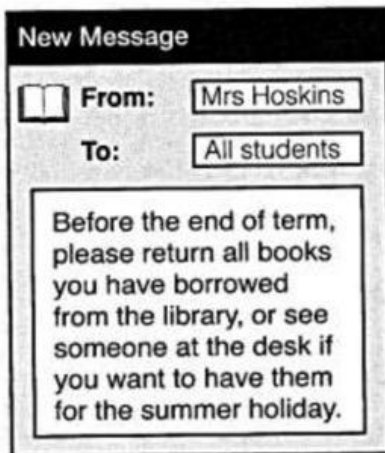 New Message
From: Mrs Hoskins
To: All students
Before the end of term,
please return all books
you have borrowed
from the library, or see
someone at the desk if
you want to have them
for the summer holiday.